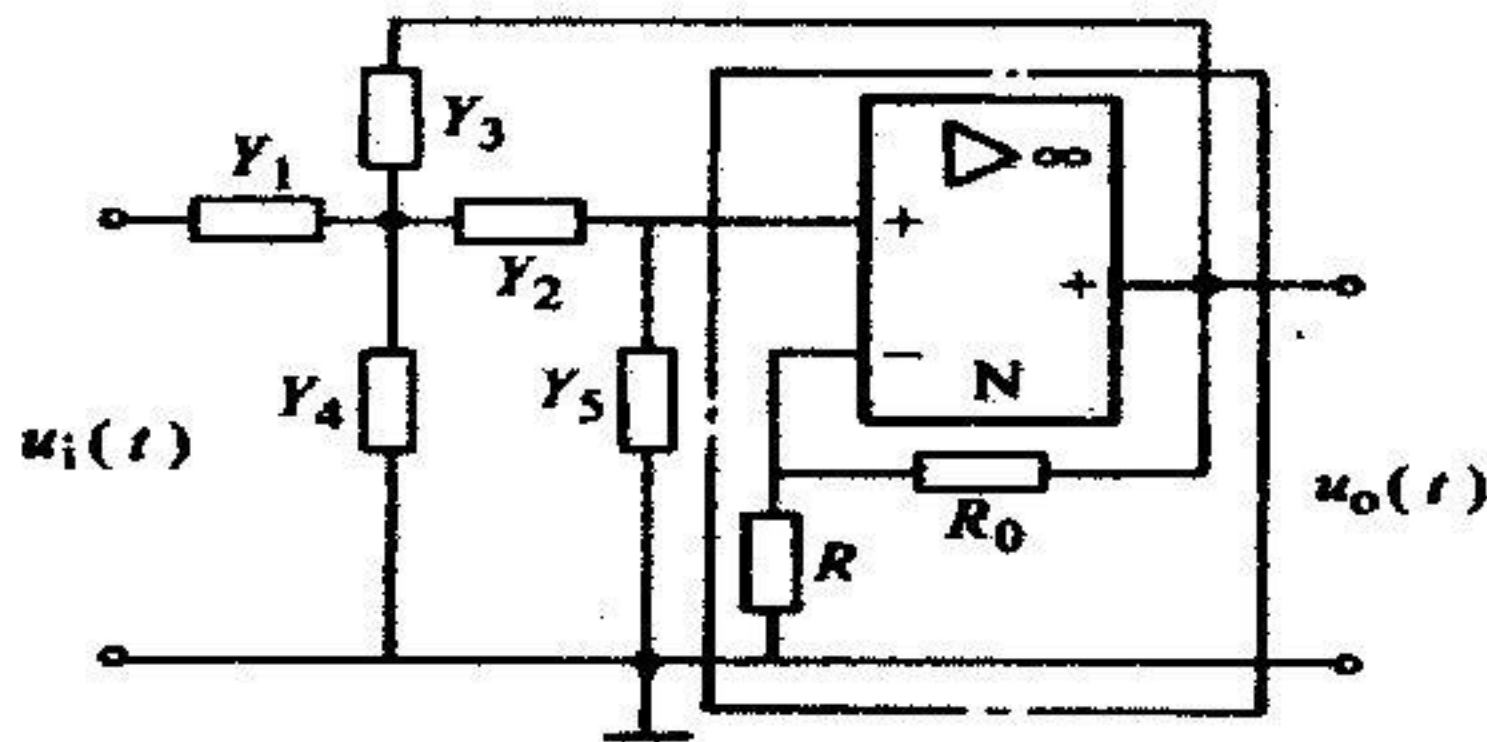 Y₃
▷ ∞
Y₁
+
Y₂
+
−
N
Y₄
Y₅
uᵢ(t)
R₀
uₒ(t)
R